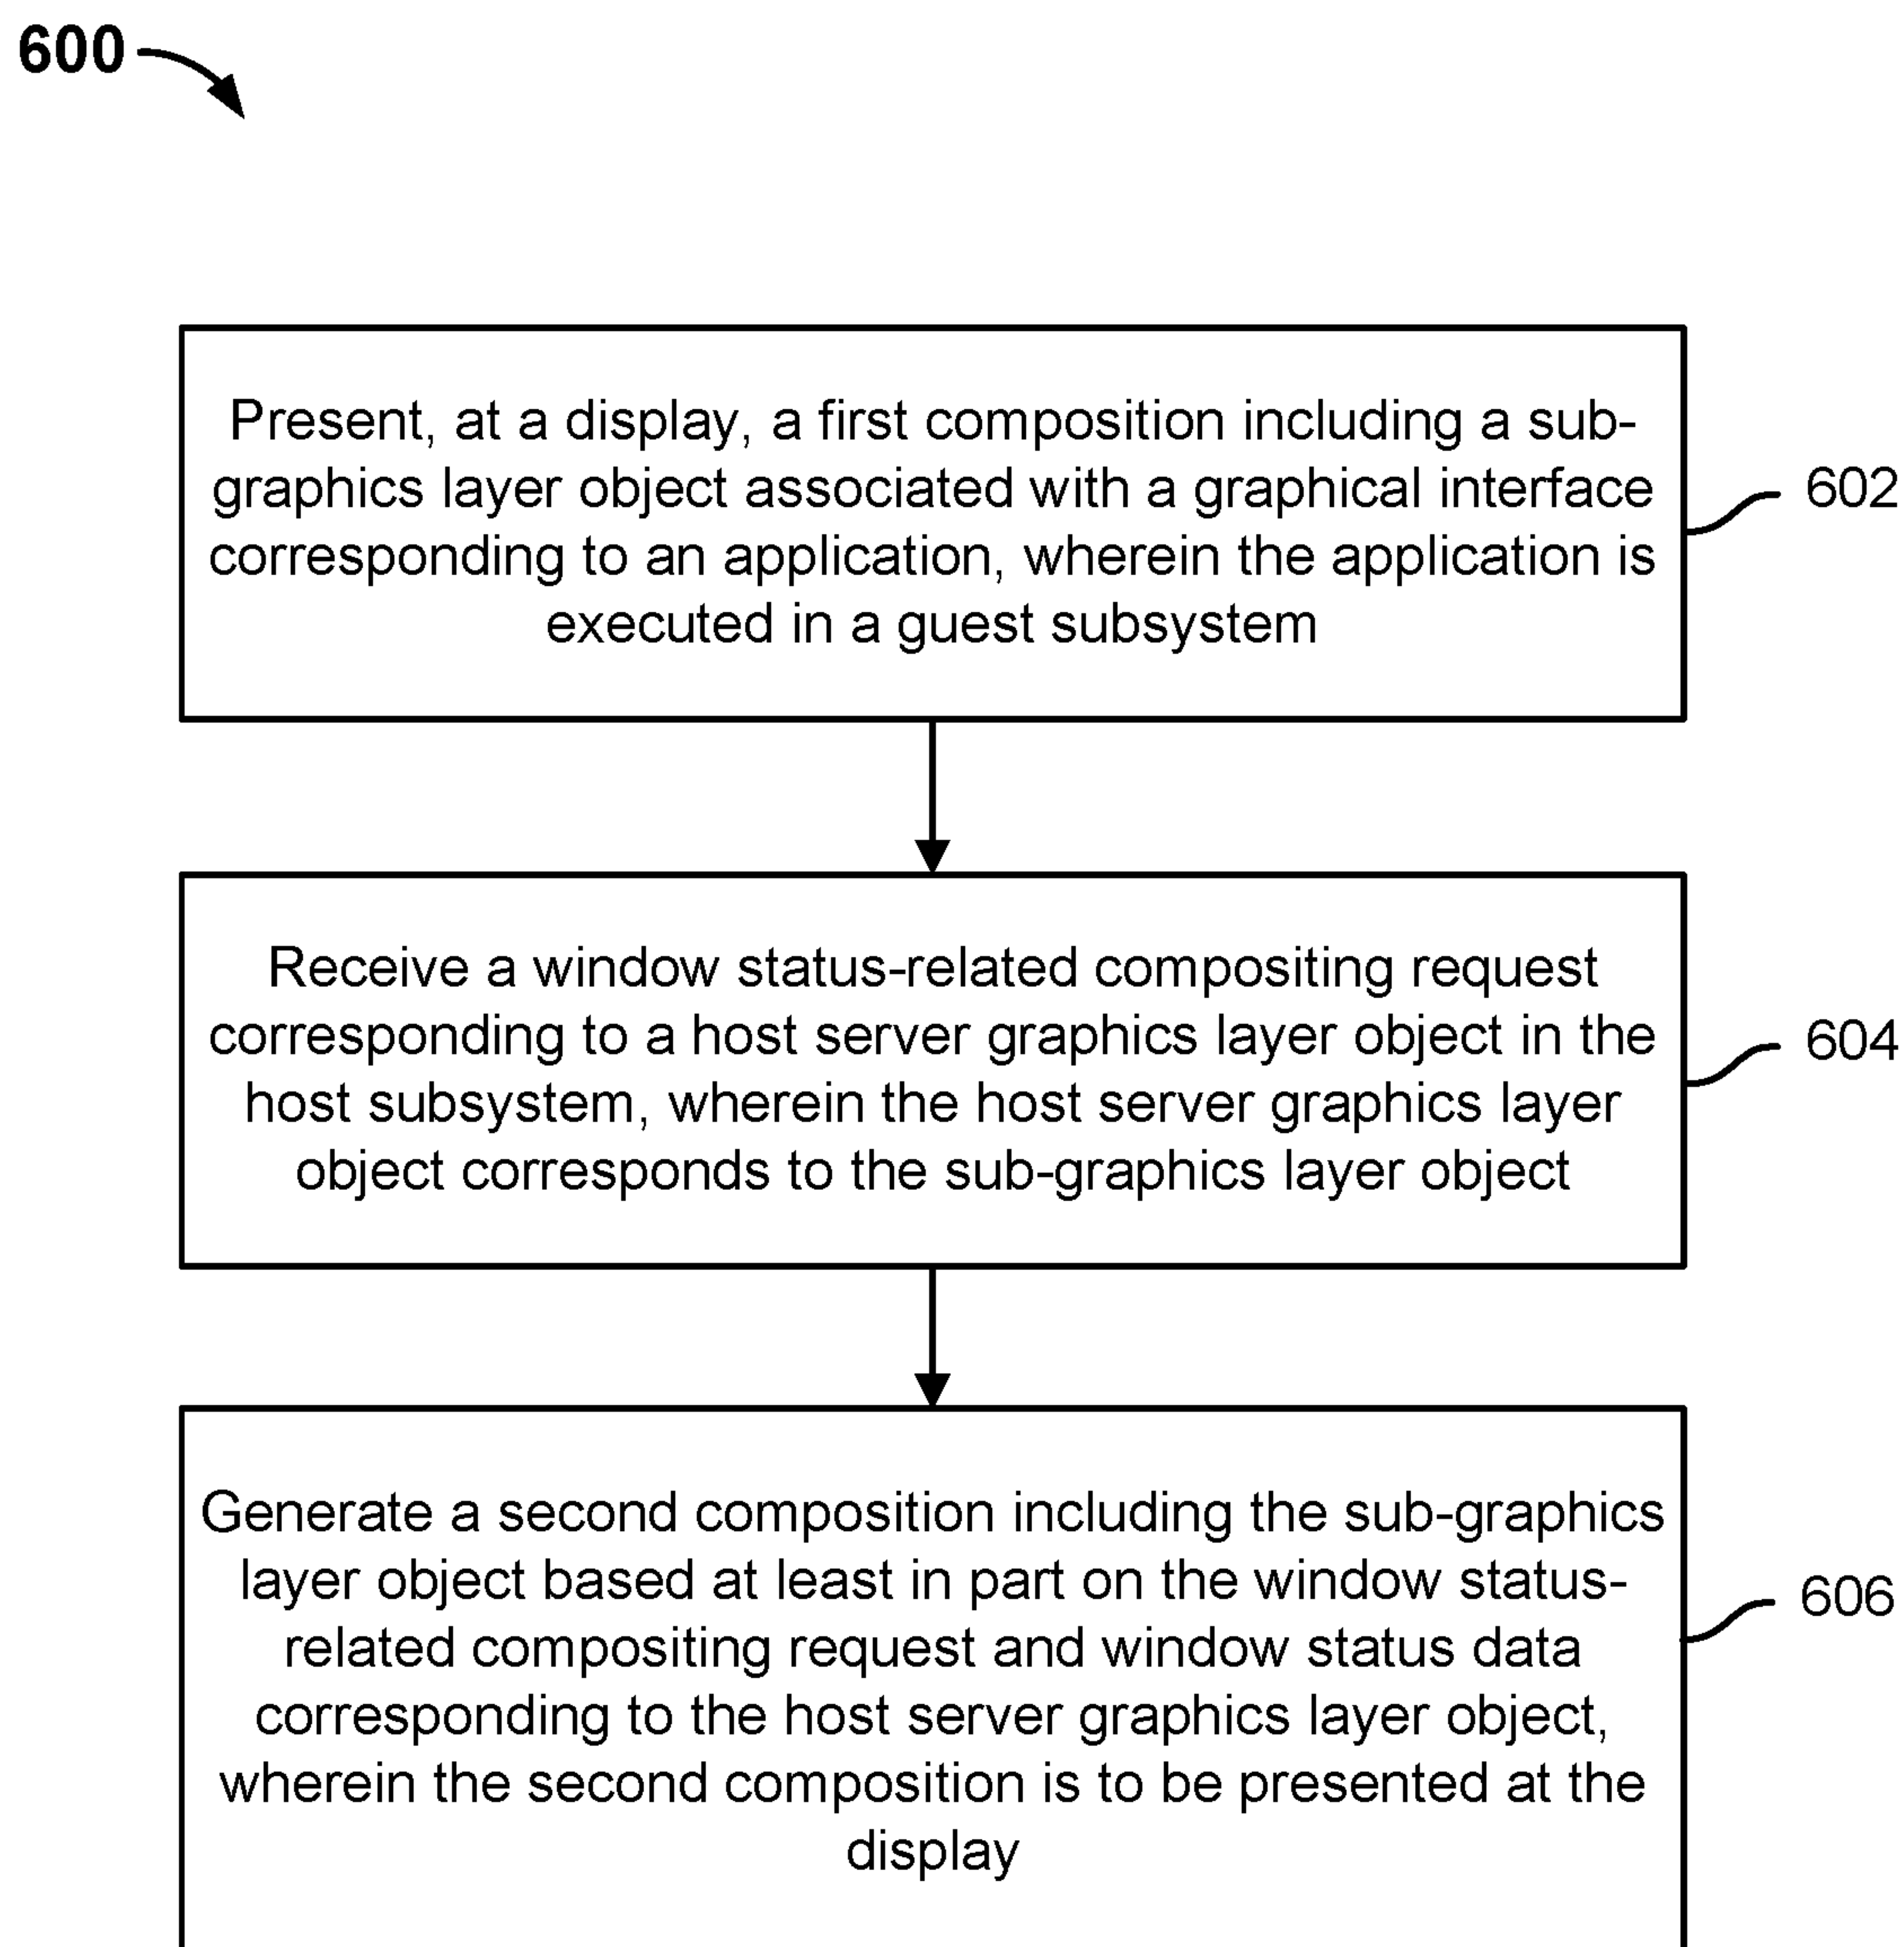 600
Present, at a display, a first composition including a sub-
graphics layer object associated with a graphical interface
corresponding to an application, wherein the application is
executed in a guest subsystem
602
Receive a window status-related compositing request
corresponding to a host server graphics layer object in the
host subsystem, wherein the host server graphics layer
object corresponds to the sub-graphics layer object
604
Generate a second composition including the sub-graphics
layer object based at least in part on the window status-
related compositing request and window status data
corresponding to the host server graphics layer object,
wherein the second composition is to be presented at the
display
606